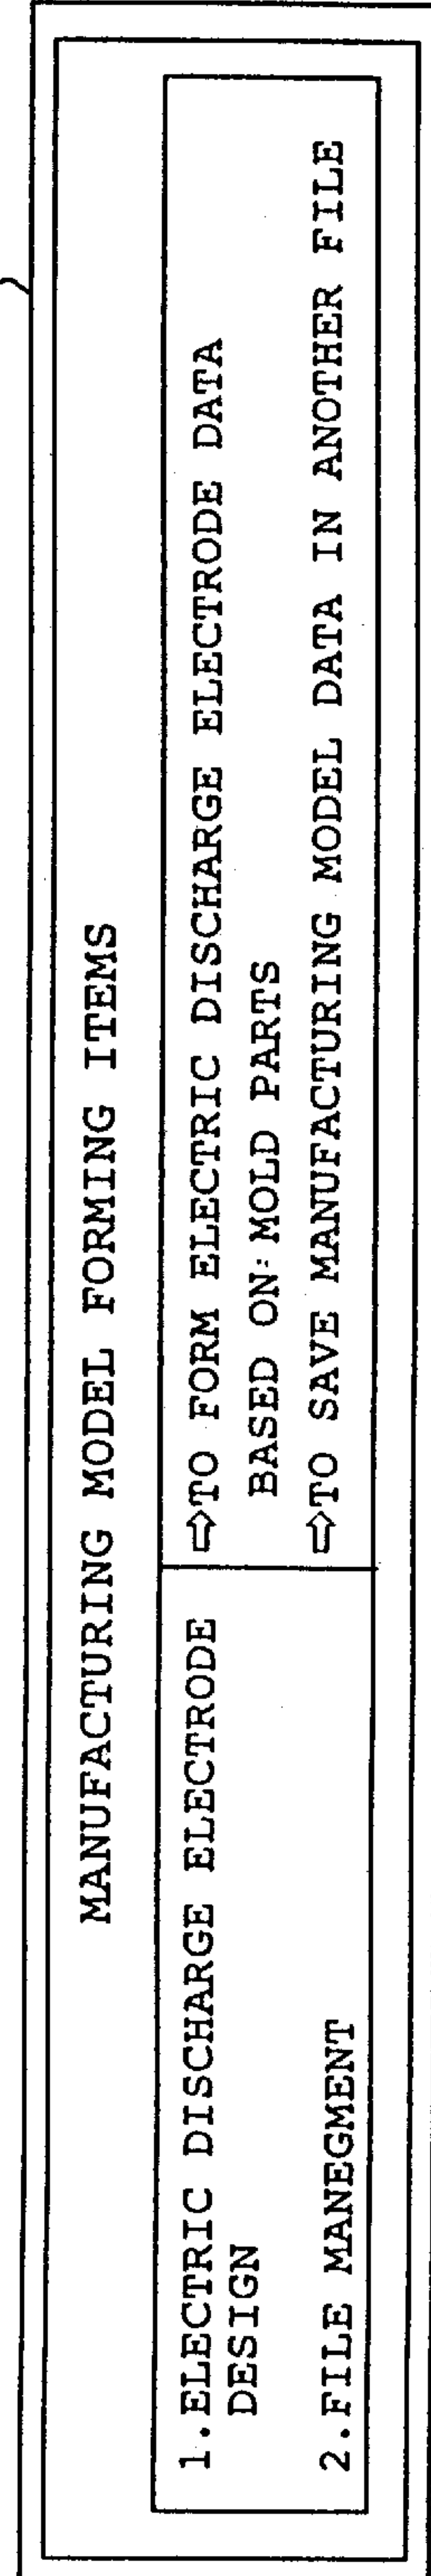 MANUFACTURING MODEL FORMING ITEMS
1.ELECTRIC DISCHARGE ELECTRODE
DESIGN
⇨TO FORM ELECTRIC DISCHARGE ELECTRODE DATA
BASED ON MOLD PARTS
2.FILE MANEGMENT
⇨TO SAVE MANUFACTURING MODEL DATA IN ANOTHER FILE